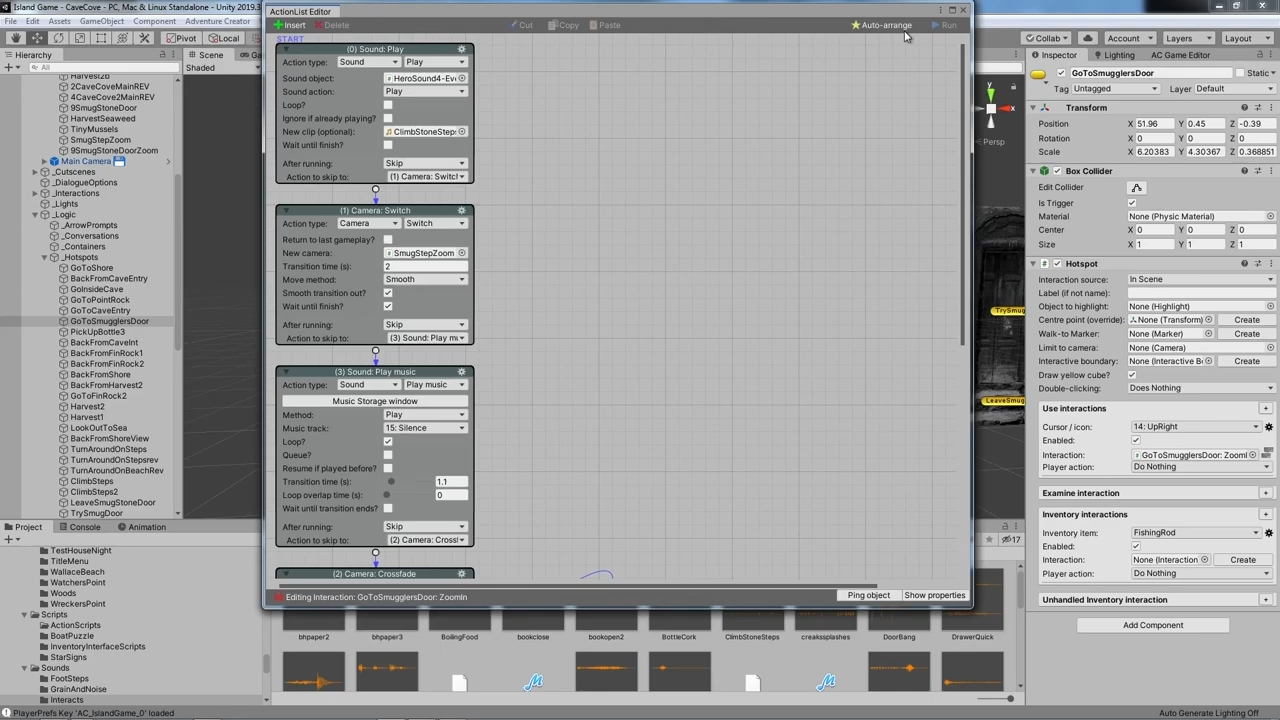 Island Game - CaveCove - PC, Mac & Linux Standalone - Unity 2019.3
ActionList Editor
File Edit Assets GameObject Component Adventure Creator
Insert Delete Cut Copy Paste Auto-arrange Run
Pivot Local Collab Account Layers Layout
START
Hierarchy Scene Inspector Lighting AC Game Editor
All Shaded
Persp
Harvest2b
2CaveCoveMainREV
4CaveCove2MainREV
9SmugStoneDoor
HarvestSeaweed
TinyMussels
SmugStepZoom
9SmugStoneDoorZoom
Main Camera
_Cutscenes
_DialogueOptions
_Interactions
_Lights
_Logic
_ArrowPrompts
_Conversations
_Containers
_Hotspots
GoToShore
BackFromCaveEntry
GoInsideCave
GoToPointRock
GoToCaveEntry
GoToSmugglersDoor
PickUpBottle3
BackFromCaveInt
BackFromFinRock1
BackFromFinRock2
BackFromShore
BackFromHarvest2
GoToFinRock2
Harvest2
Harvest1
LookOutToSea
BackFromShoreView
TurnAroundOnSteps
TurnAroundOnStepsrev
TurnAroundOnBeachRev
ClimbSteps
ClimbSteps2
LeaveSmugStoneDoor
TrySmugDoor
(0) Sound: Play
Action type: Sound Play
Sound object: HeroSound4-Ev
Sound action: Play
Loop?
Ignore if already playing?
New clip (optional): ClimbStoneStep
Wait until finish?
After running: Skip
Action to skip to: (1) Camera: Switcl
(1) Camera: Switch
Action type: Camera Switch
Return to last gameplay?
New camera: SmugStepZoom
Transition time (s): 2
Move method: Smooth
Smooth transition out?
Wait until finish?
After running: Skip
Action to skip to: (3) Sound: Play m
(3) Sound: Play music
Action type: Sound Play music
Music Storage window
Method: Play
Music track: 15: Silence
Loop?
Queue?
Resume if played before?
Transition time (s): 1.1
Loop overlap time (s): 0
Wait until transition ends?
After running: Skip
Action to skip to: (2) Camera: Cross
(2) Camera: Crossfade
Editing Interaction: GoToSmugglersDoor: ZoomIn Ping object Show properties
GoToSmugglersDoor Static
Tag Untagged Layer Default
Transform
Position X 51.96 Y 0.45 Z -0.39
Rotation X 0 Y 0 Z 0
Scale X 6.20383 Y 4.30367 Z 0.368851
Box Collider
Edit Collider
Is Trigger
Material None (Physic Material)
Center X 0 Y 0 Z 0
Size X 1 Y 1 Z 1
Hotspot
Interaction source: In Scene
Label (if not name):
Object to highlight: None (Highlight)
Centre point (override): None (Transform) Create
Walk-to Marker: None (Marker) Create
Limit to camera: None (Camera)
Interactive boundary: None (Interactive B Create
Draw yellow cube?
Double-clicking: Does Nothing
Use interactions
Cursor / icon: 14: UpRight
Enabled:
Interaction: GoToSmugglersDoor: ZoomI
Player action: Do Nothing
Examine interaction
Inventory interactions
Inventory item: FishingRod
Enabled:
Interaction: None (Interaction Create
Player action: Do Nothing
Unhandled Inventory interaction
Add Component
TrySmu
LeaveSmu
Project Console Animation
17
TestHouseNight
TitleMenu
WallaceBeach
WatchersPoint
Woods
WreckersPoint
Scripts
ActionScripts
BoatPuzzle
InventoryInterfaceScripts
StarSigns
Sounds
FootSteps
GrainAndNoise
Interacts
bhpaper2 bhpaper3 BoilingFood bookclose bookopen2 BottleCork ClimbStoneSteps creakssplashes DoorBang DrawerQuick
PlayerPrefs Key 'AC_IslandGame_0' loaded Auto Generate Lighting Off